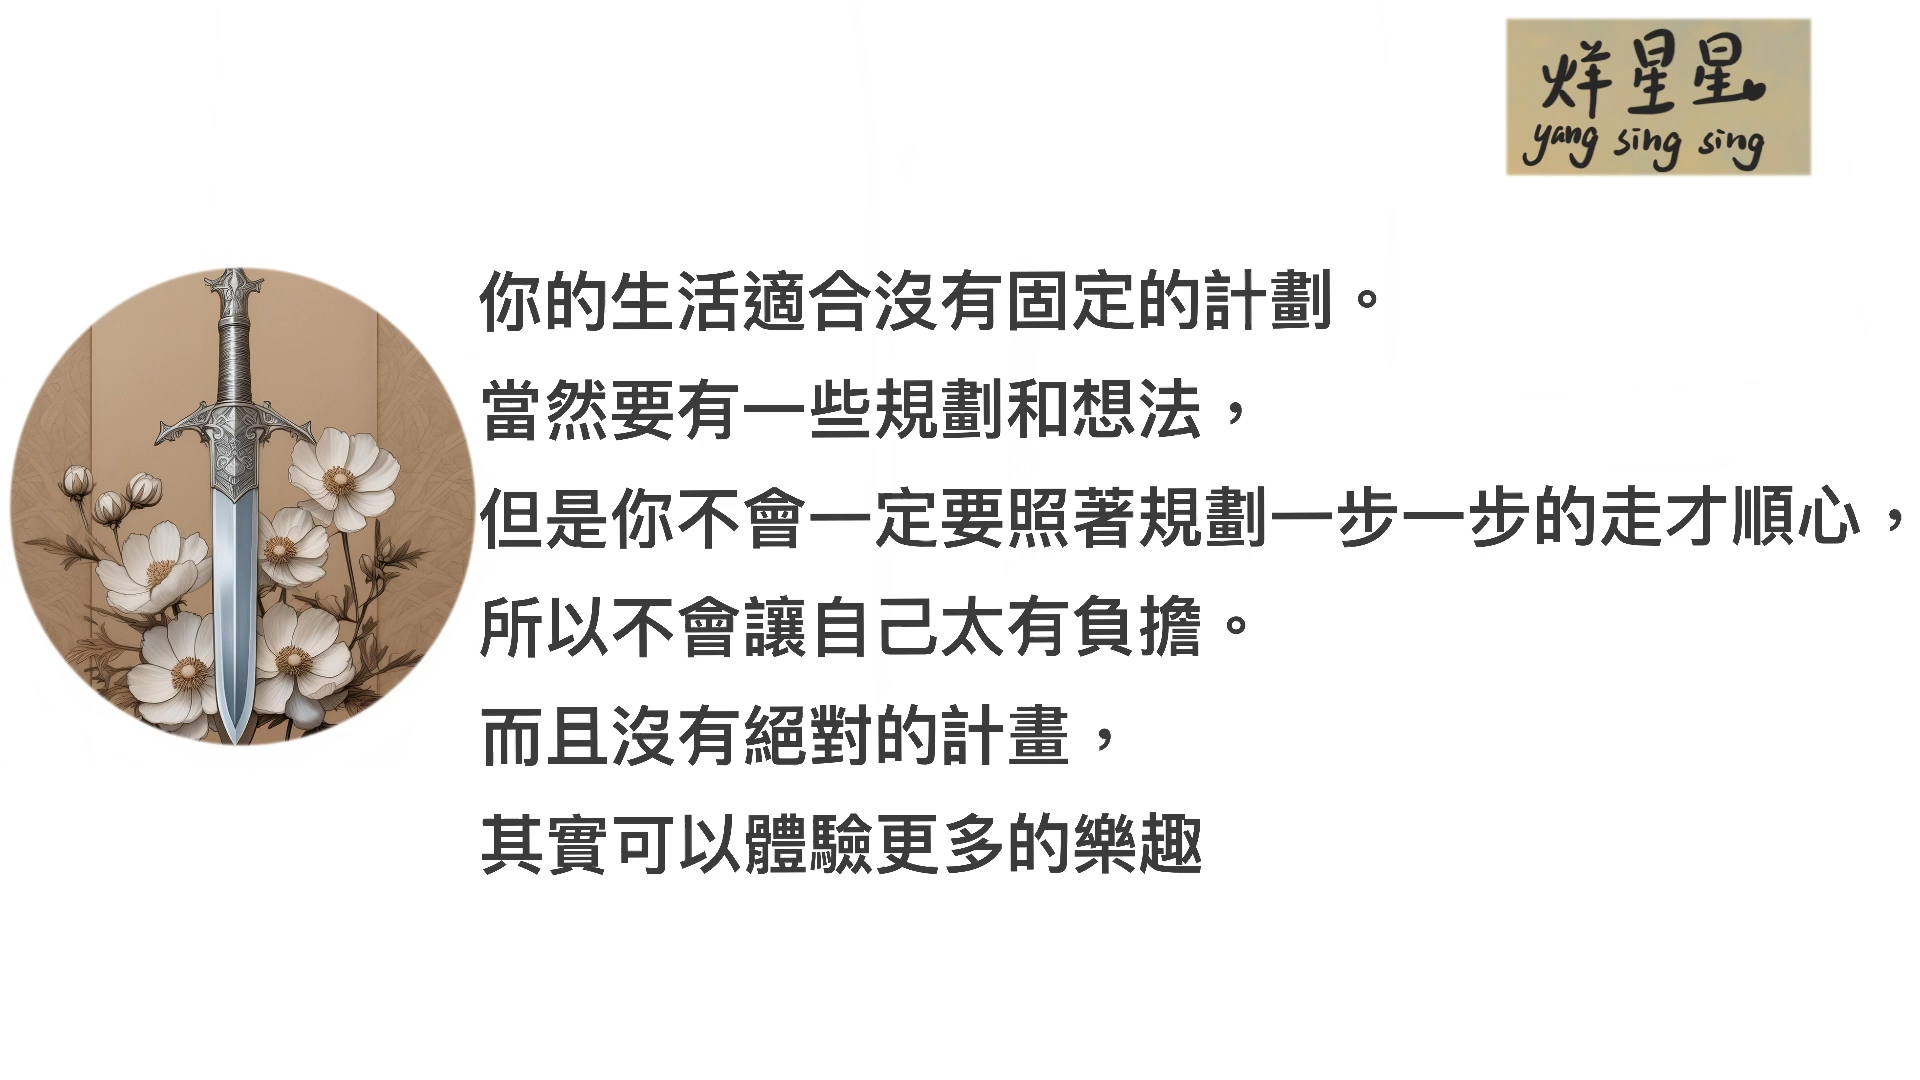 烊星星
yang sing sing
你的生活適合沒有固定的計劃。
當然要有一些規劃和想法，
但是你不會一定要照著規劃一步一步的走才順心，
所以不會讓自己太有負擔。
而且沒有絕對的計畫，
其實可以體驗更多的樂趣